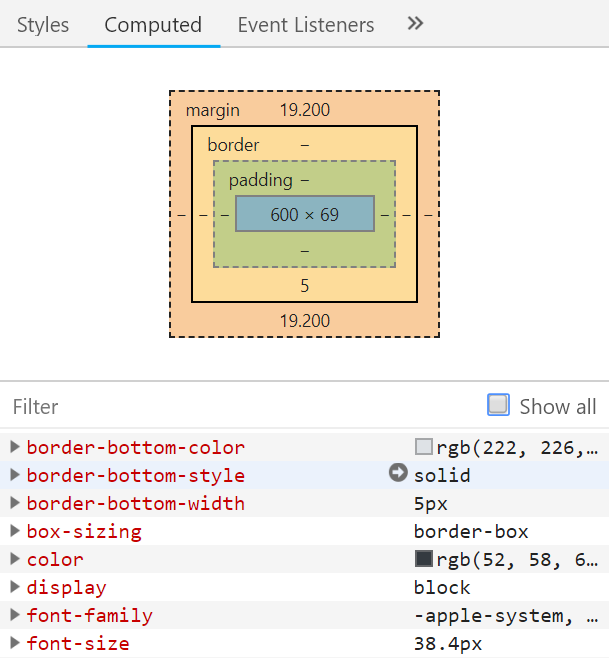 Styles Computed Event Listeners »
margin 19.200
border –
padding –
– – – 600 × 69 – – –
–
5
19.200
Filter Show all
border-bottom-color rgb(222, 226,…
border-bottom-style solid
border-bottom-width 5px
box-sizing border-box
color rgb(52, 58, 6…
display block
font-family -apple-system, …
font-size 38.4px